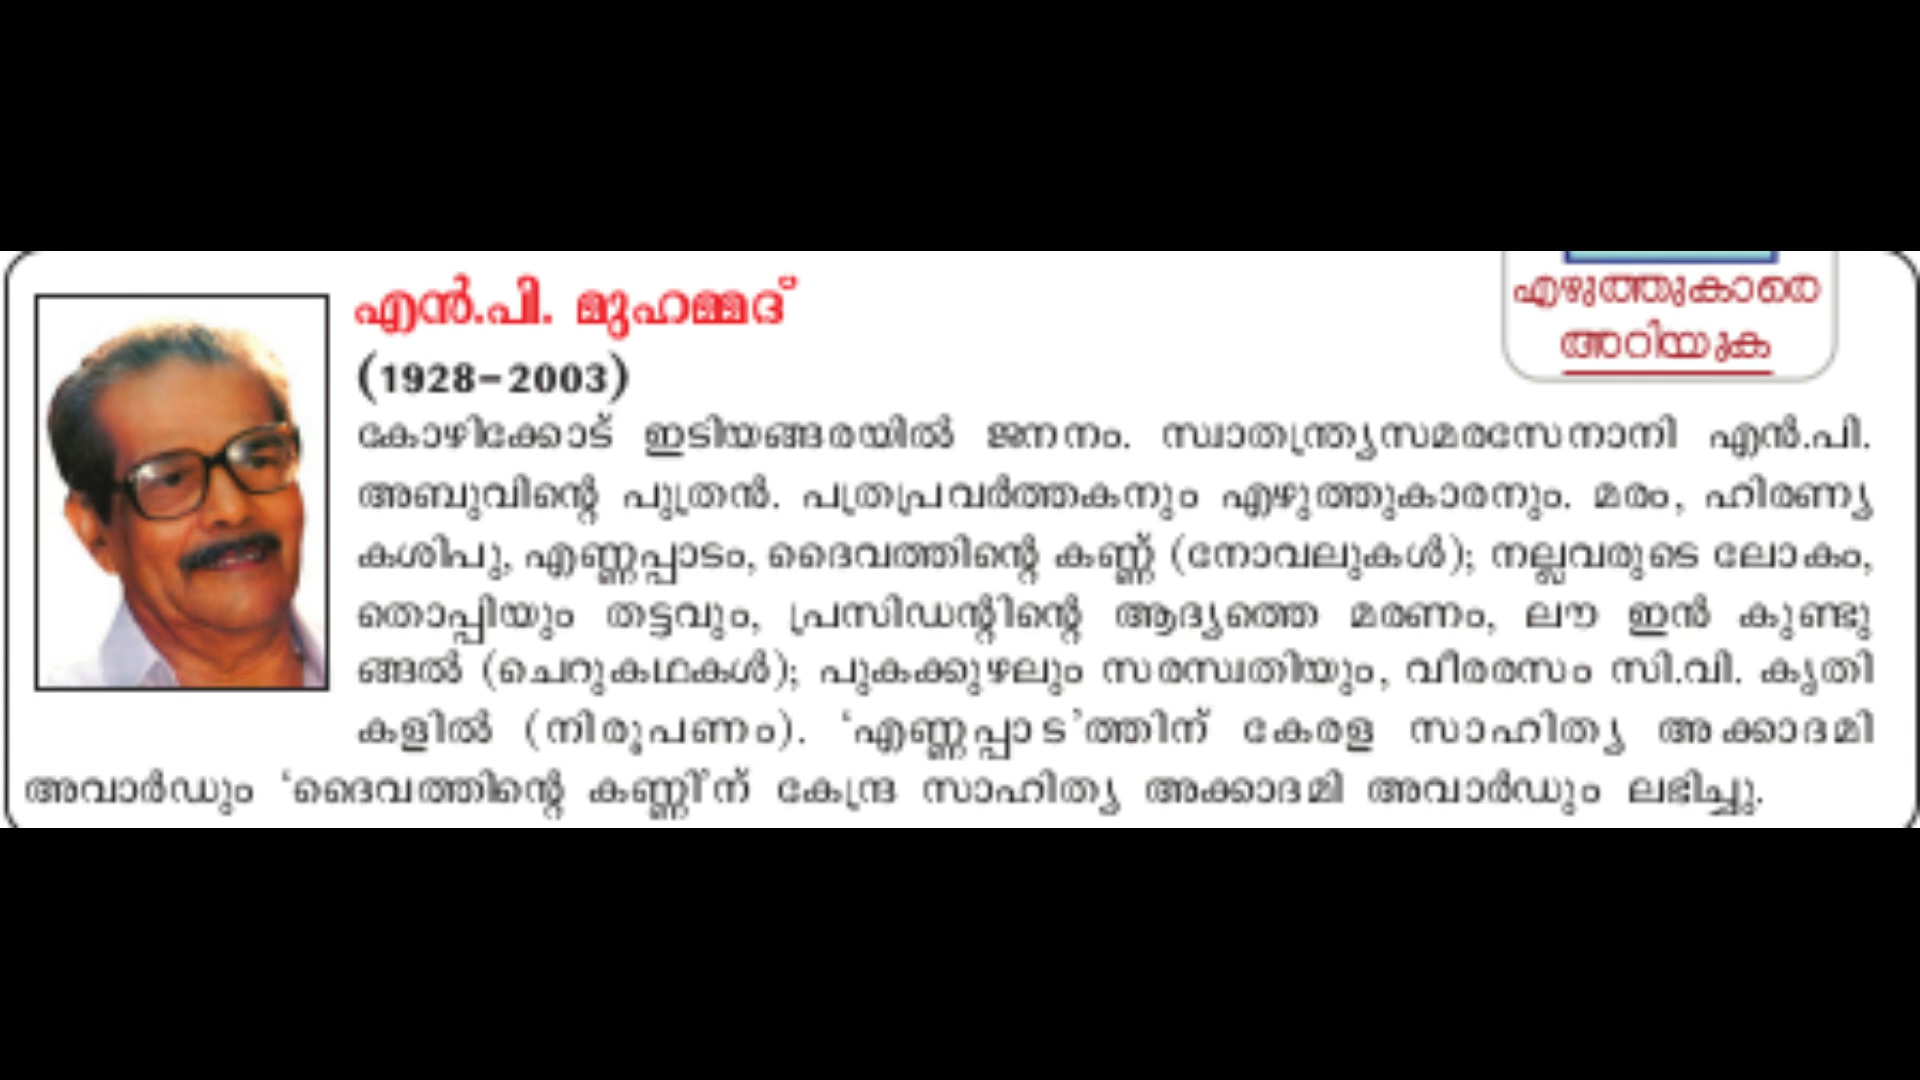 എൻ.പി. മുഹമ്മദ്
(1928-2003)
എഴുത്തുകാരെ
അറിയുക
കോഴിക്കോട് ഇടിയങ്ങരയിൽ ജനനം. സ്വാതന്ത്ര്യസമരസേനാനി എൻ.പി.
അബുവിന്റെ പുത്രൻ. പത്രപ്രവർത്തകനും എഴുത്തുകാരനും. മരം, ഹിരണ്യ
കശിപു, എണ്ണപ്പാടം, ദൈവത്തിന്റെ കണ്ണ് (നോവലുകൾ); നല്ലവരുടെ ലോകം,
തൊപ്പിയും തട്ടവും, പ്രസിഡന്റിന്റെ ആദ്യത്തെ മരണം, ലൗ ഇൻ കുണ്ടു
ങ്ങൽ (ചെറുകഥകൾ); പുകക്കുഴലും സരസ്വതിയും, വീരരസം സി.വി. കൃതി
കളിൽ (നിരൂപണം). ‘എണ്ണപ്പാട’ത്തിന് കേരള സാഹിത്യ അക്കാദമി
അവാർഡും ‘ദൈവത്തിന്റെ കണ്ണി’ന് കേന്ദ്ര സാഹിത്യ അക്കാദമി അവാർഡും ലഭിച്ചു.